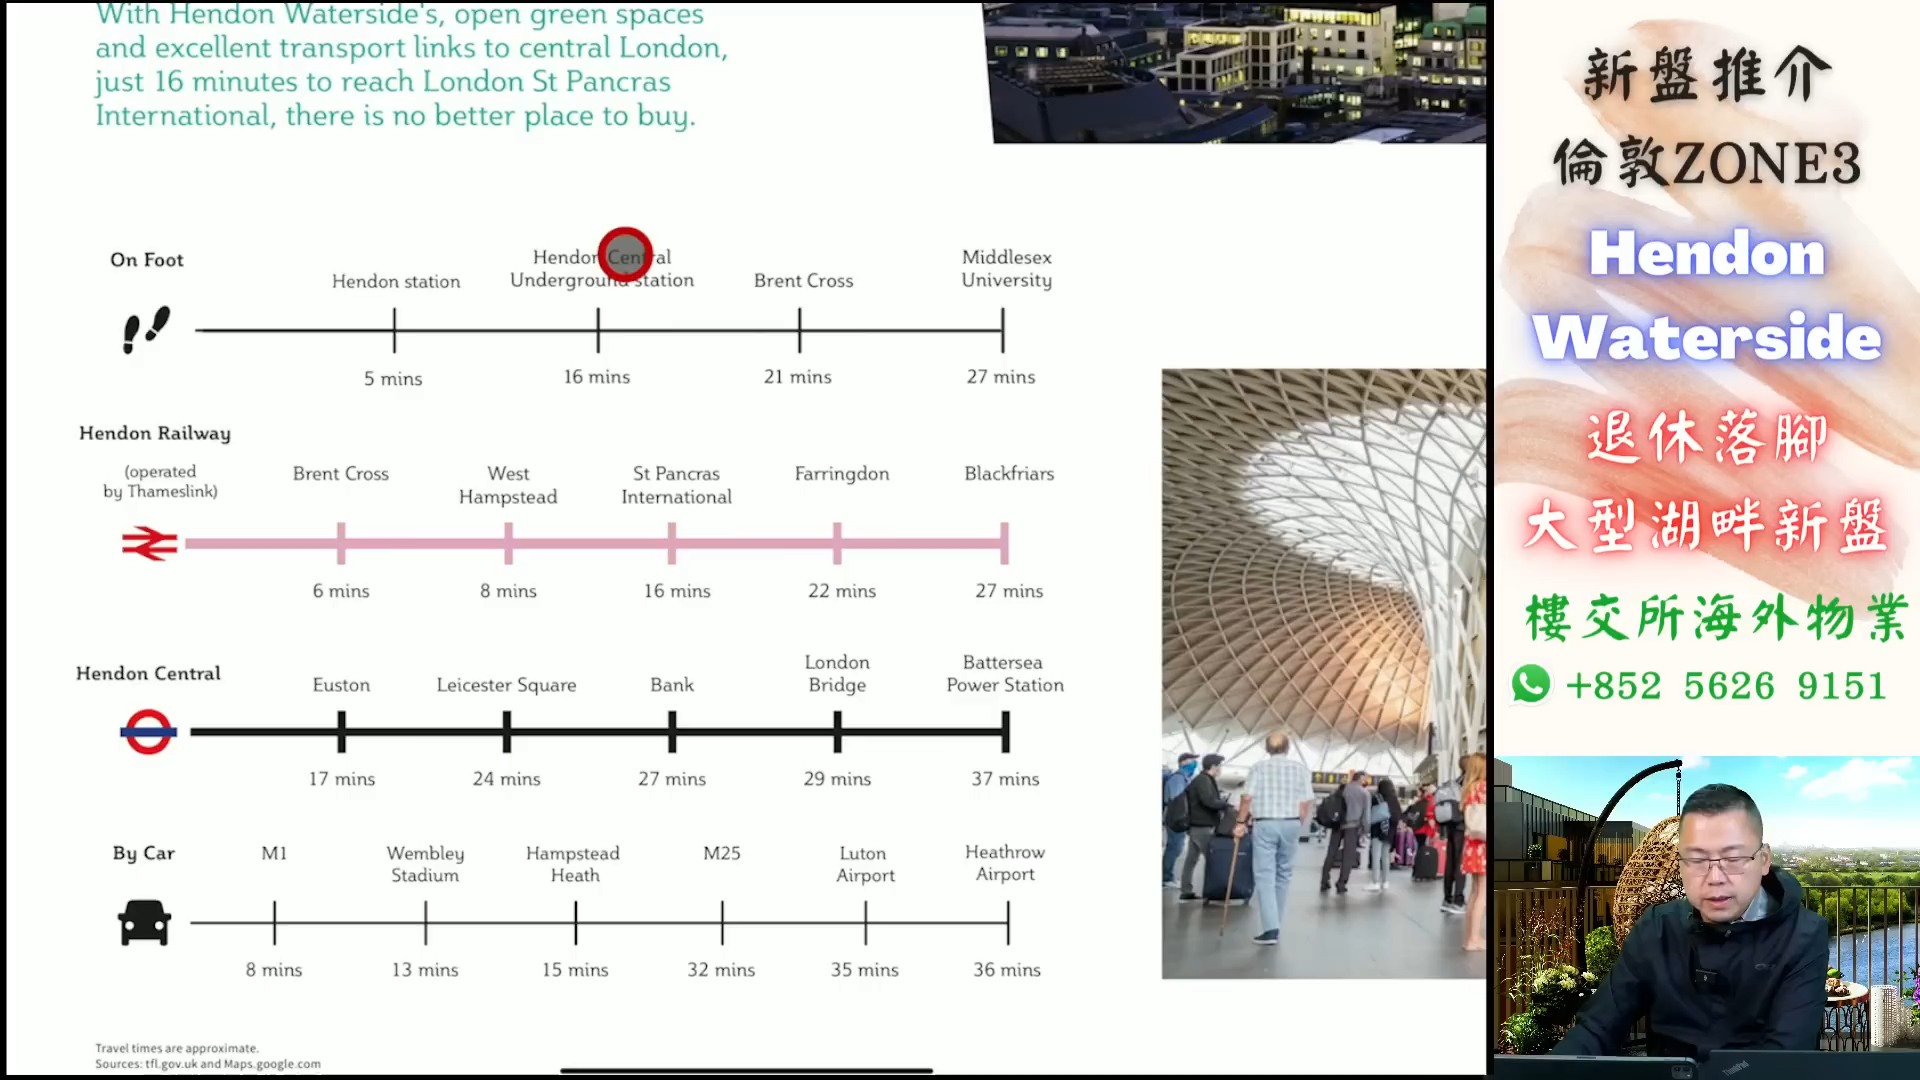 With Hendon Waterside's, open green spaces
and excellent transport links to central London,
just 16 minutes to reach London St Pancras
International, there is no better place to buy.
On Foot
Hendon station
Hendon Central
Underground station
Brent Cross
Middlesex
University
5 mins
16 mins
21 mins
27 mins
Hendon Railway
(operated
by Thameslink)
Brent Cross
West
Hampstead
St Pancras
International
Farringdon
Blackfriars
6 mins
8 mins
16 mins
22 mins
27 mins
Hendon Central
Euston
Leicester Square
Bank
London
Bridge
Battersea
Power Station
17 mins
24 mins
27 mins
29 mins
37 mins
By Car
M1
Wembley
Stadium
Hampstead
Heath
M25
Luton
Airport
Heathrow
Airport
8 mins
13 mins
15 mins
32 mins
35 mins
36 mins
Travel times are approximate.
Sources: tfl.gov.uk and Maps.google.com
新盤推介
倫敦ZONE3
Hendon
Waterside
退休落腳
大型湖畔新盤
樓交所海外物業
+852 5626 9151
ThinkPad